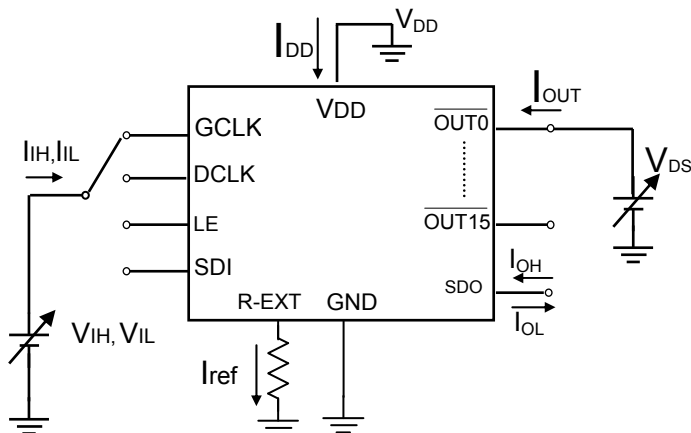 VDD
IDD
VDD
IOUT
GCLK
OUT0
IIH,IIL
VDS
DCLK
LE
OUT15
SDI
IOH
SDO
R-EXT GND
IOL
VIH, VIL
Iref